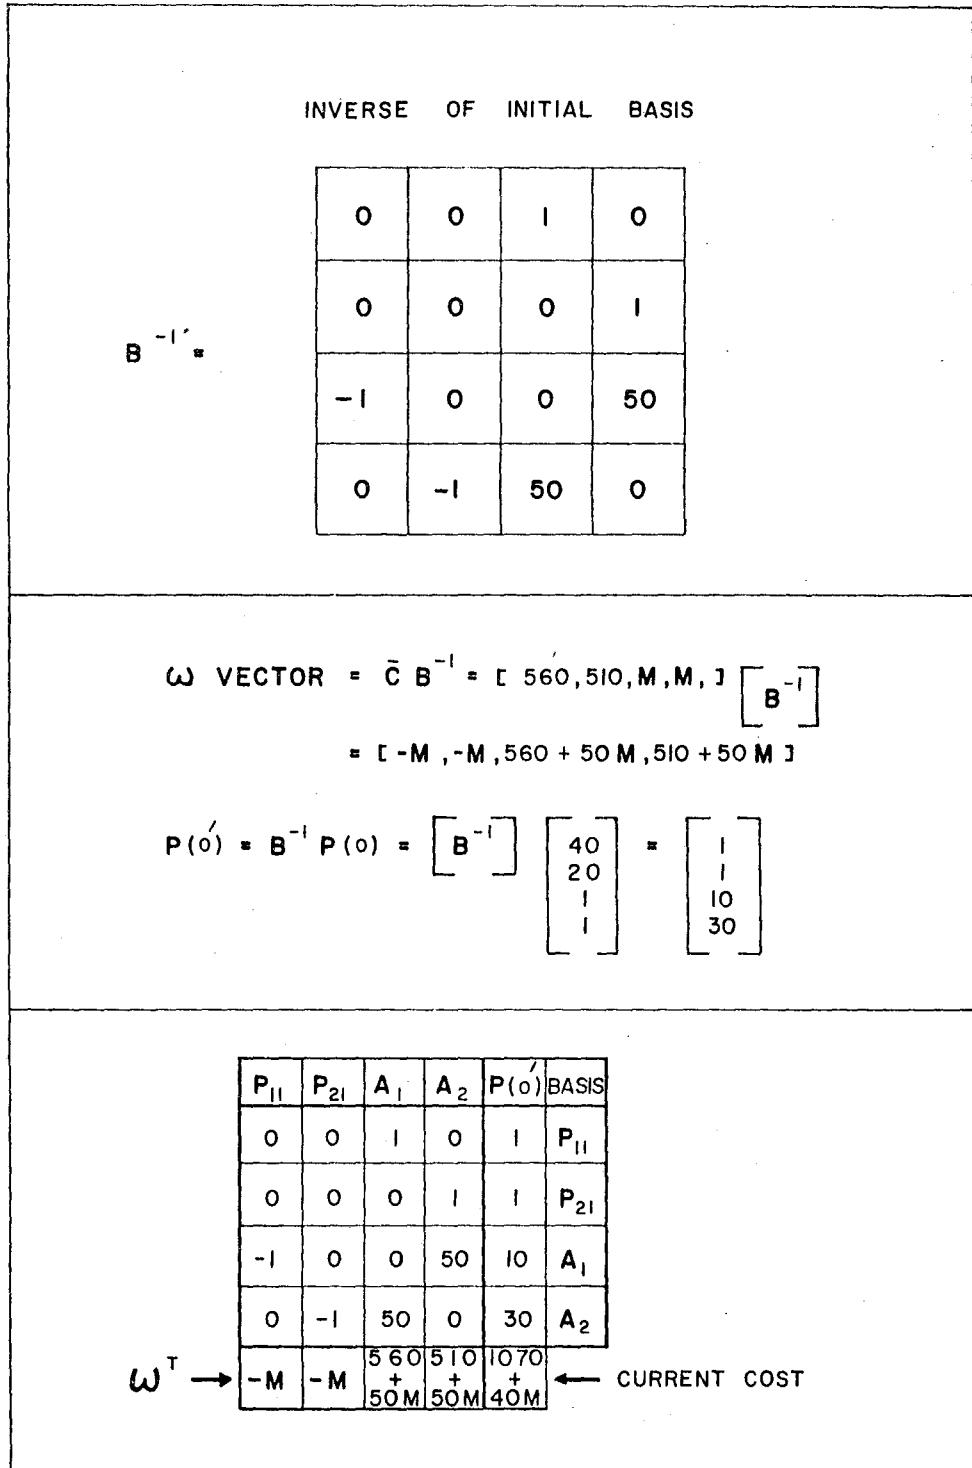 INVERSE OF INITIAL BASIS
0 0 1 0
0 0 0 1
B⁻¹′ =
-1 0 0 50
0 -1 50 0
ω VECTOR = C̄ B⁻¹ = [ 56′0,510,M,M, ] [B⁻¹]
= [ -M ,-M ,560 + 50 M ,510 +50 M ]
P(0′) = B⁻¹ P(0) = [B⁻¹] [40 20 1 1] = [1 1 10 30]
P₁₁ P₂₁ A₁ A₂ P(0′) BASIS
0 0 1 0 1 P₁₁
0 0 0 1 1 P₂₁
-1 0 0 50 10 A₁
0 -1 50 0 30 A₂
ωᵀ → -M -M 560 + 50M 510 + 50M 1070 + 40M ← CURRENT COST